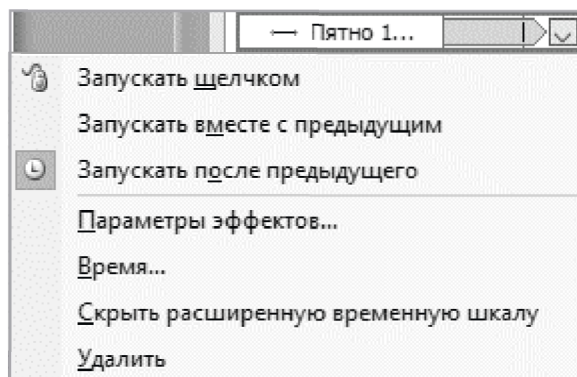 Пятно 1...
Запускать щелчком
Запускать вместе с предыдущим
Запускать после предыдущего
Параметры эффектов...
Время...
Скрыть расширенную временную шкалу
Удалить